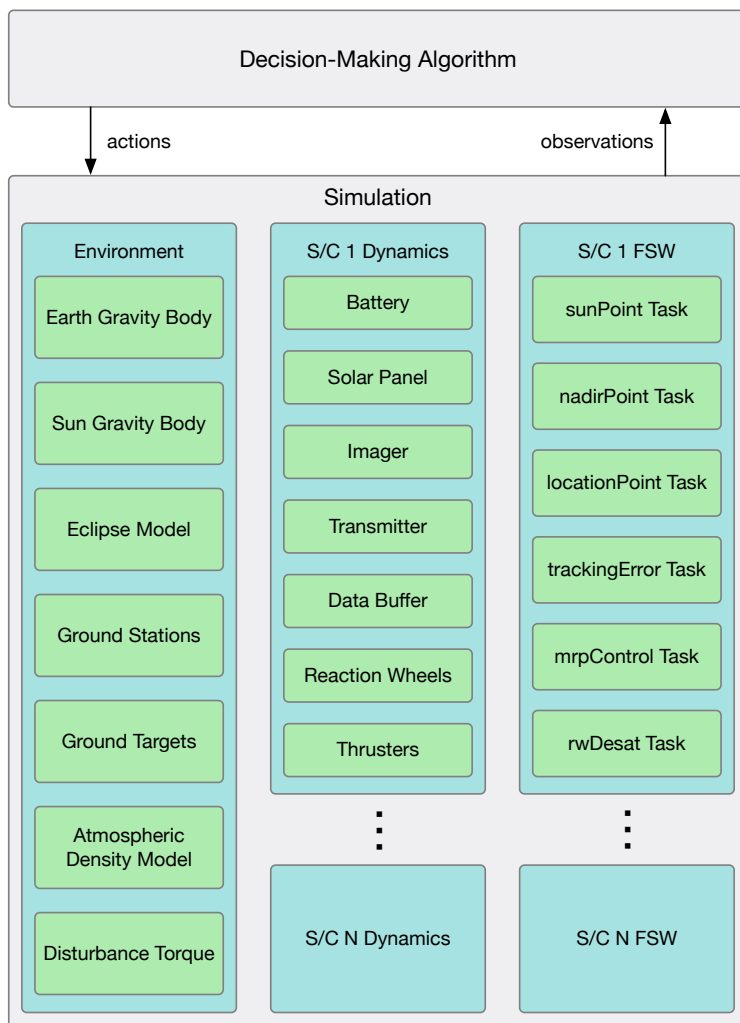 Decision-Making Algorithm
actions
observations
Simulation
Environment
Earth Gravity Body
Sun Gravity Body
Eclipse Model
Ground Stations
Ground Targets
Atmospheric
Density Model
Disturbance Torque
S/C 1 Dynamics
Battery
Solar Panel
Imager
Transmitter
Data Buffer
Reaction Wheels
Thrusters
S/C N Dynamics
S/C 1 FSW
sunPoint Task
nadirPoint Task
locationPoint Task
trackingError Task
mrpControl Task
rwDesat Task
S/C N FSW